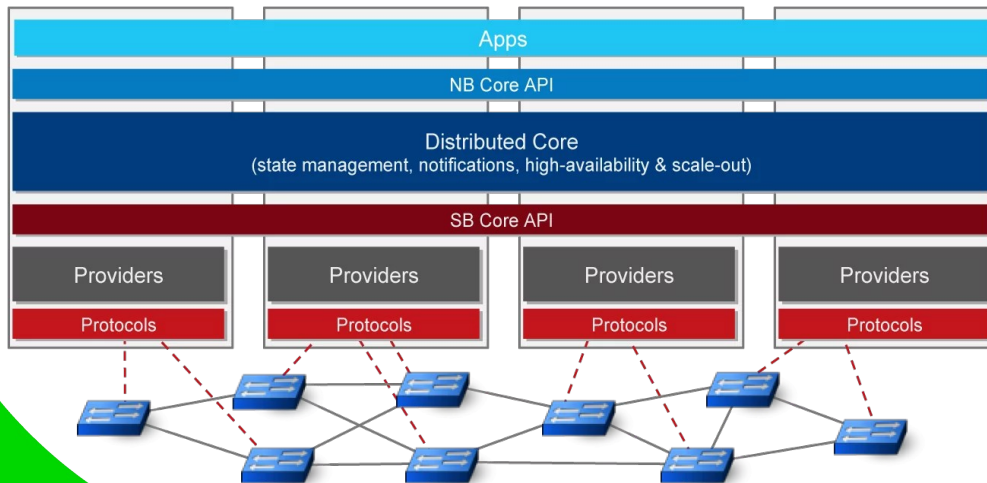 Apps
NB Core API
Distributed Core
(state management, notifications, high-availability & scale-out)
SB Core API
Providers
Providers
Providers
Providers
Protocols
Protocols
Protocols
Protocols